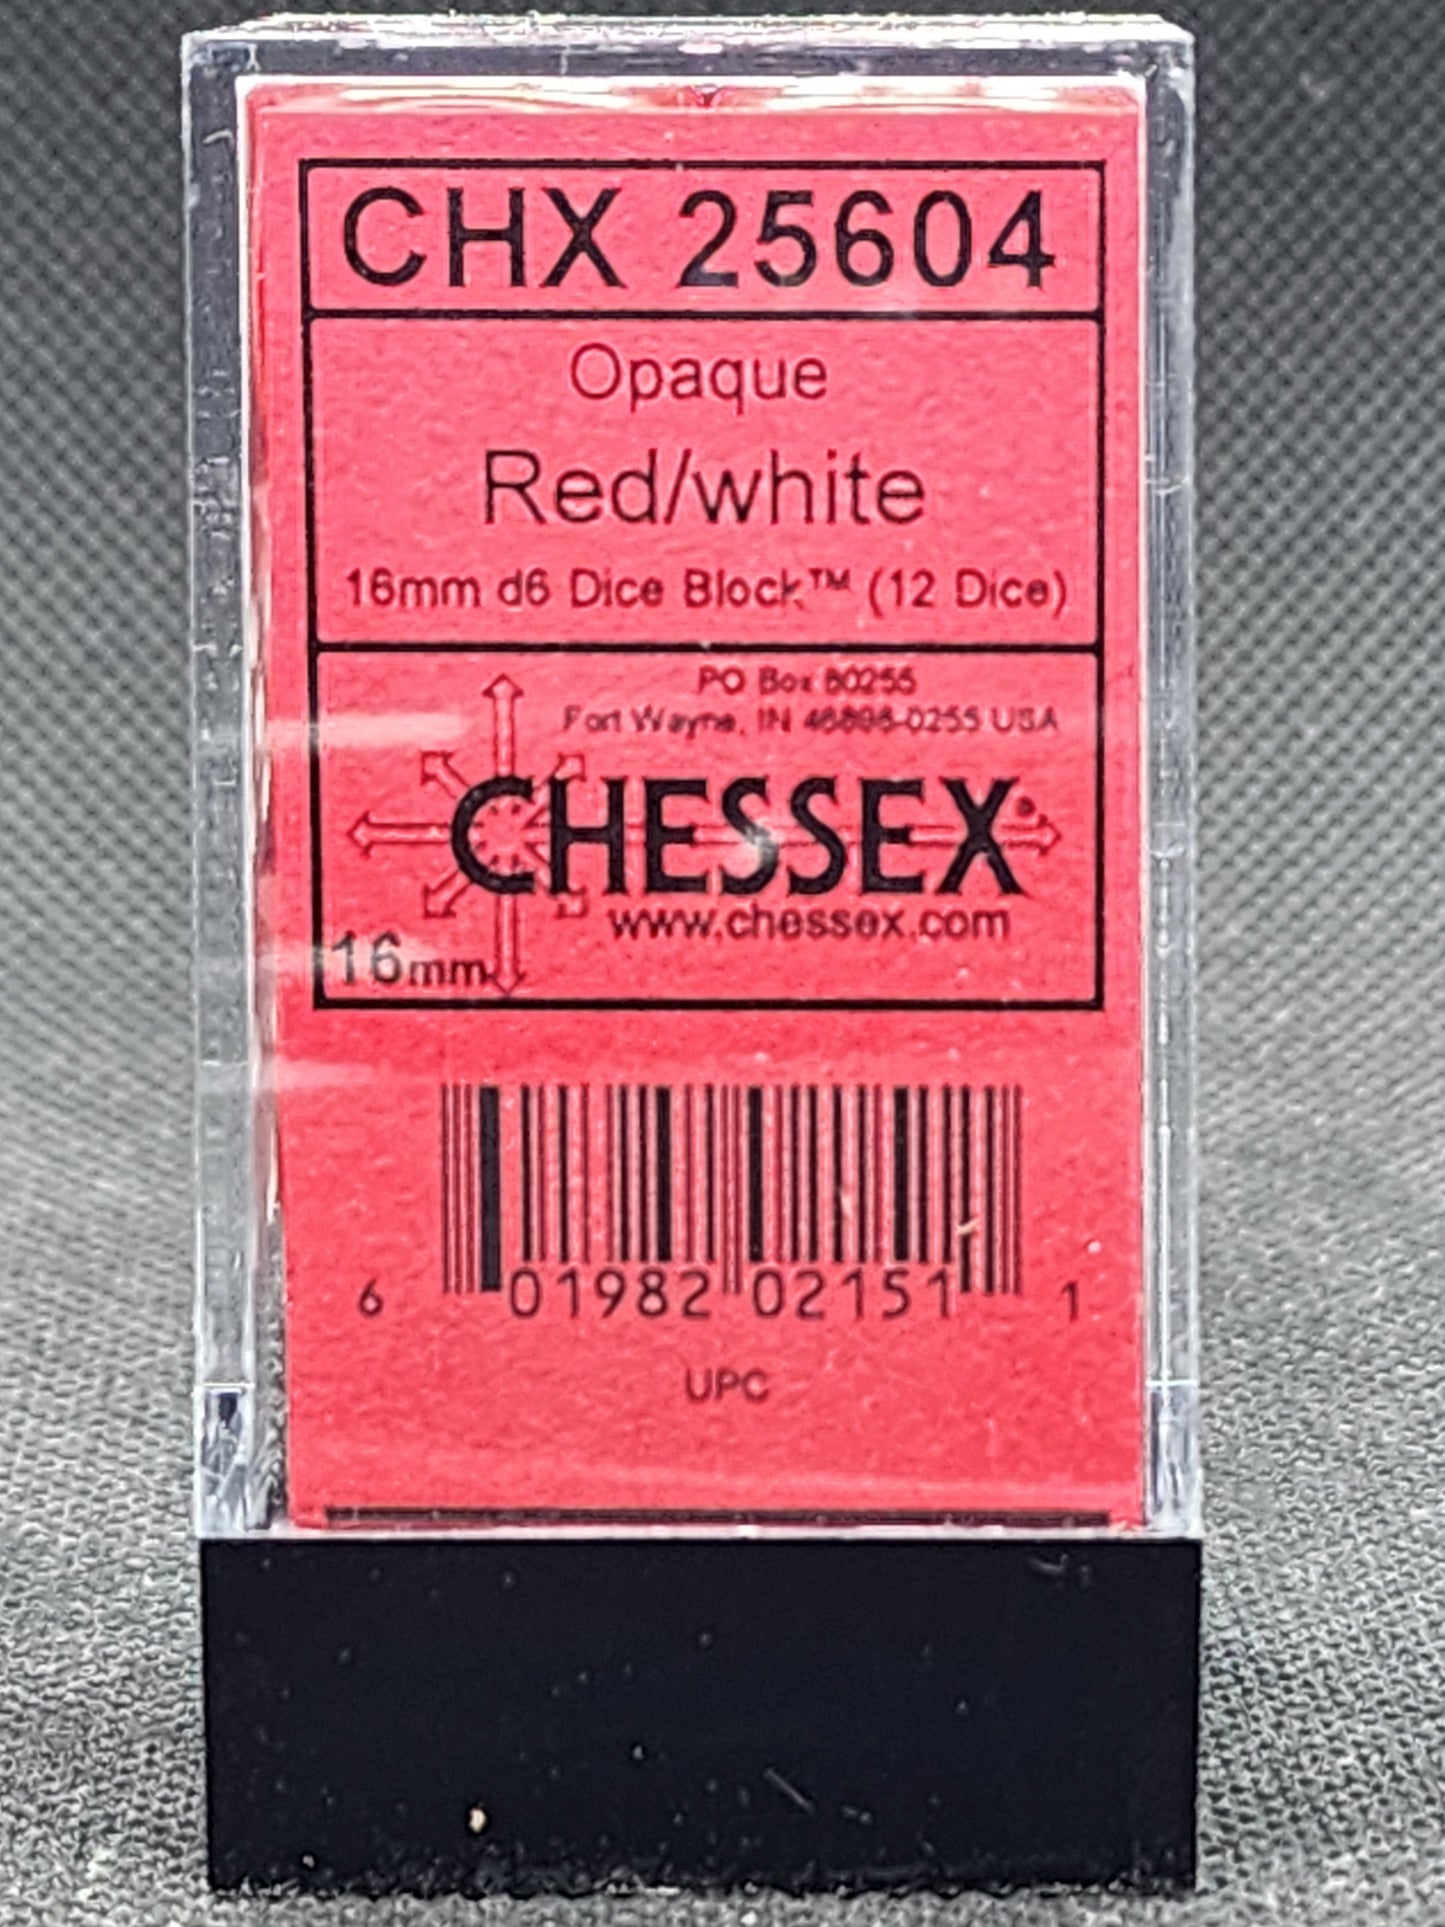 CHX 25604
Opaque
Red/white
16mm d6 Dice Block™ (12 Dice)
PO Box 80255
Fort Wayne, IN 46898-0255 USA
CHESSEX®
www.chessex.com
16mm
6 01982 02151 1
UPC